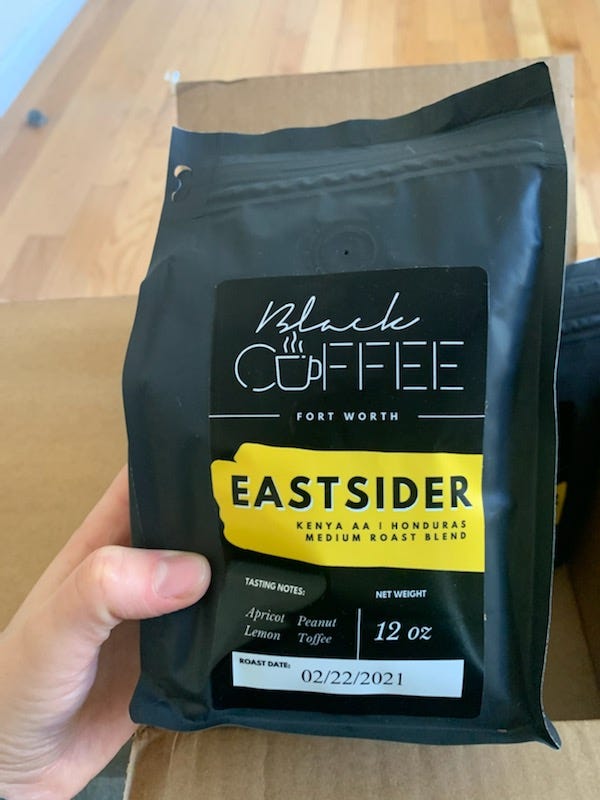 Black
COFFEE
FORT WORTH
EASTSIDER
KENYA AA | HONDURAS
MEDIUM ROAST BLEND
TASTING NOTES:
Apricot Peanut
Lemon Toffee
NET WEIGHT
12 oz
ROAST DATE:
02/22/2021